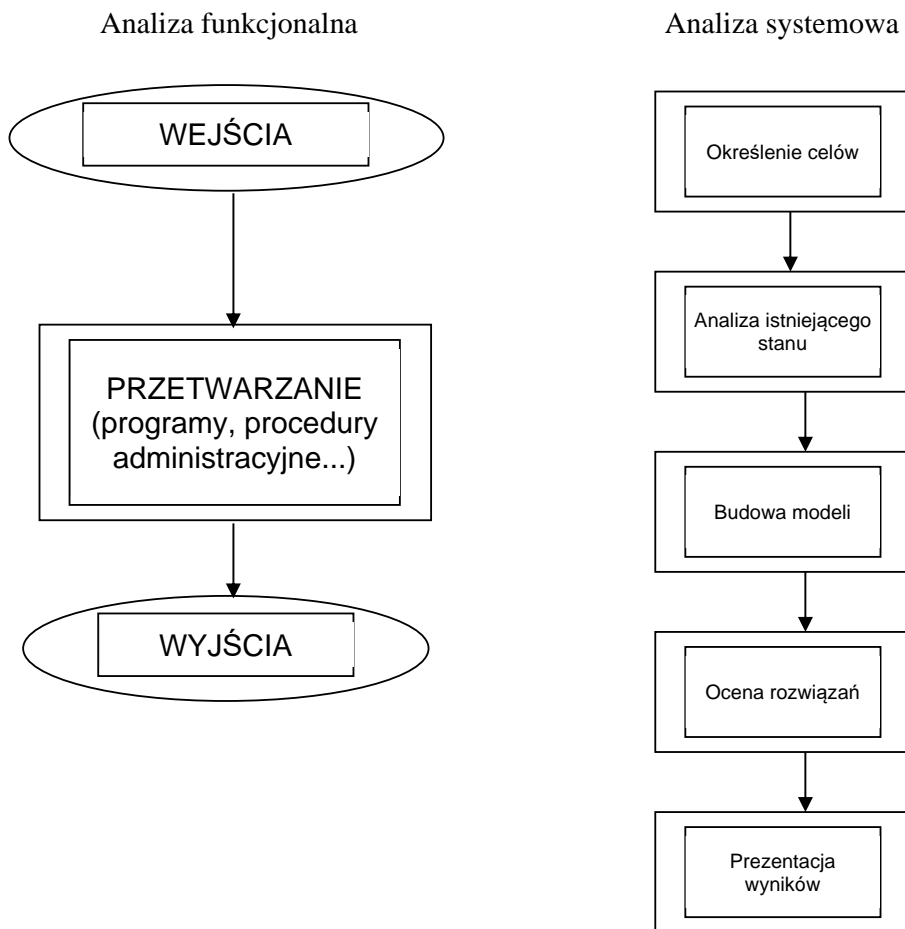 Analiza funkcjonalna
WEJŚCIA
PRZETWARZANIE
(programy, procedury
administracyjne...)
WYJŚCIA
Analiza systemowa
Określenie celów
Analiza istniejącego
stanu
Budowa modeli
Ocena rozwiązań
Prezentacja
wyników